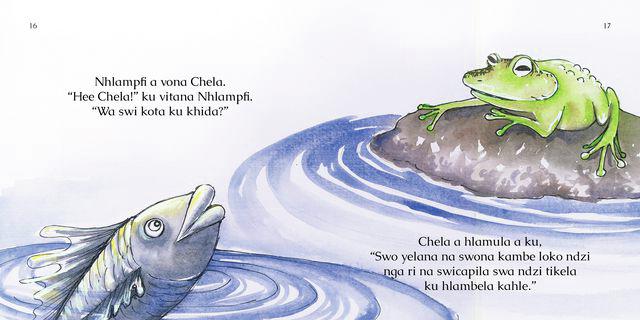 16
17
Nhlampfi a vona Chela.
“Hee Chela!” ku vitana Nhlampfi.
“Wa swi kota ku khida?”
Chela a hlamula a ku,
“Swo yelana na swona kambe loko ndzi
nga ri na swicapila swa ndzi tikela
ku hlambela kahle.”